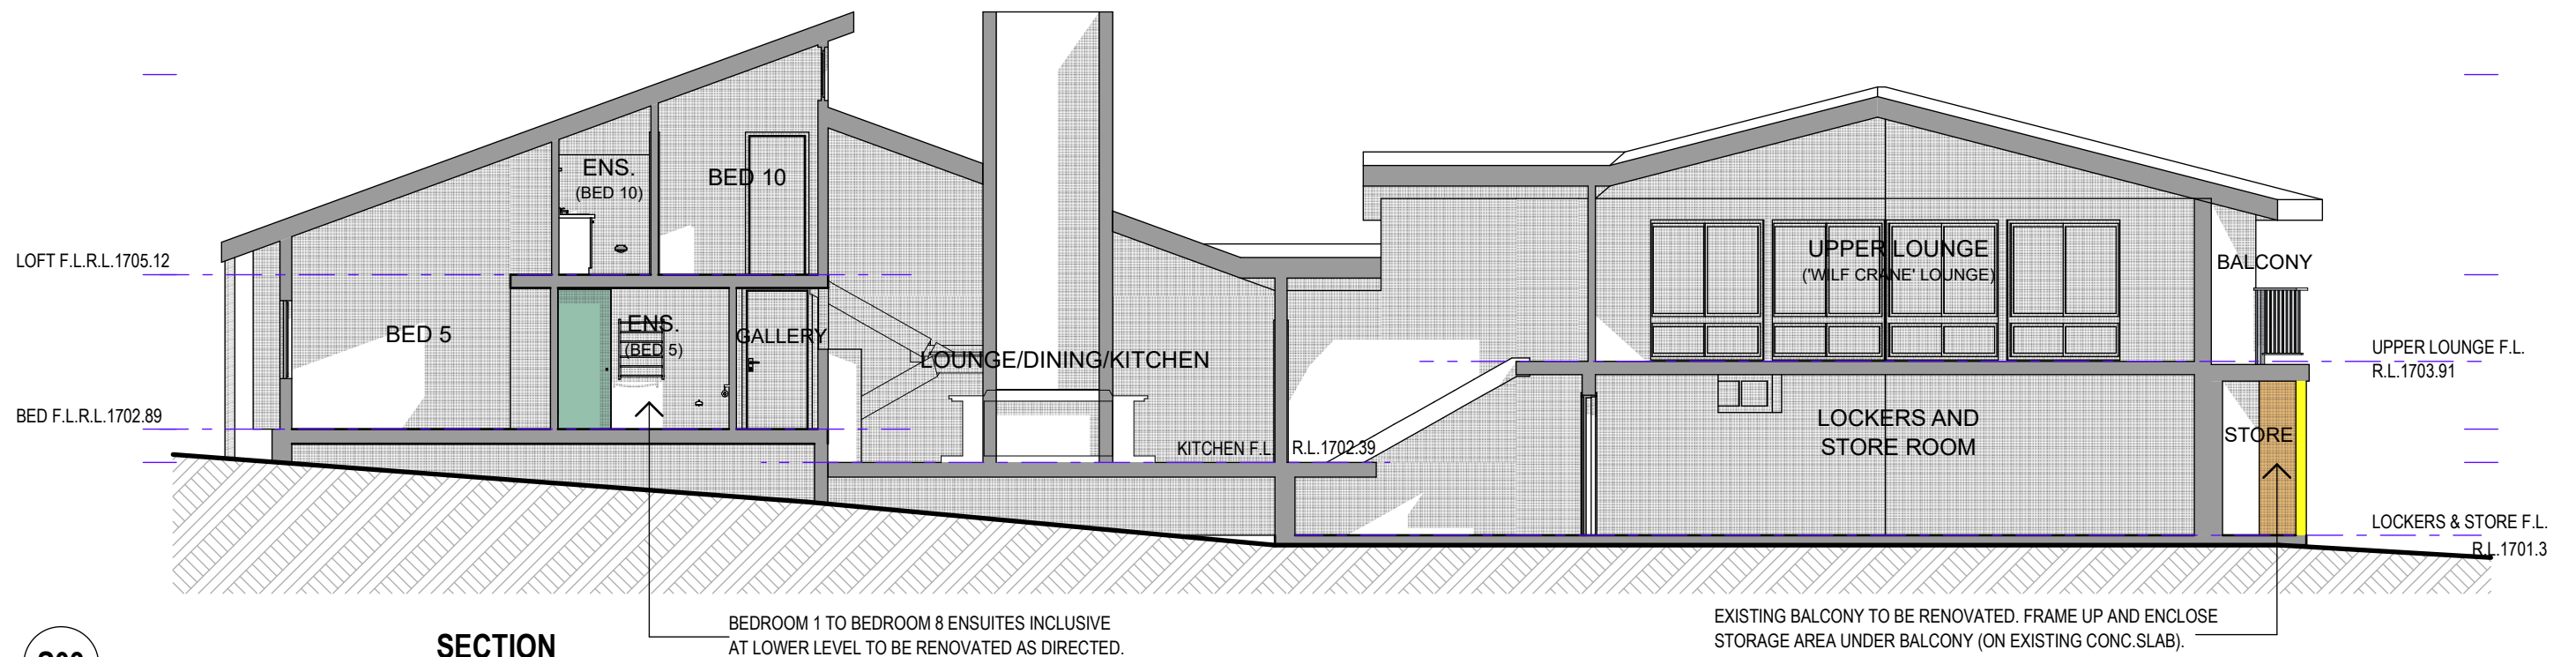 ENS.
(BED 10)
BED 10
LOFT F.L.R.L.1705.12
UPPER LOUNGE
('WILF CRANE' LOUNGE)
BALCONY
BED 5
ENS.
(BED 5)
GALLERY
LOUNGE/DINING/KITCHEN
UPPER LOUNGE F.L.
R.L.1703.91
BED F.L.R.L.1702.89
KITCHEN F.L. R.L.1702.39
LOCKERS AND
STORE ROOM
STORE
LOCKERS & STORE F.L.
R.L.1701.3
BEDROOM 1 TO BEDROOM 8 ENSUITES INCLUSIVE
AT LOWER LEVEL TO BE RENOVATED AS DIRECTED.
EXISTING BALCONY TO BE RENOVATED. FRAME UP AND ENCLOSE
STORAGE AREA UNDER BALCONY (ON EXISTING CONC.SLAB).
SECTION